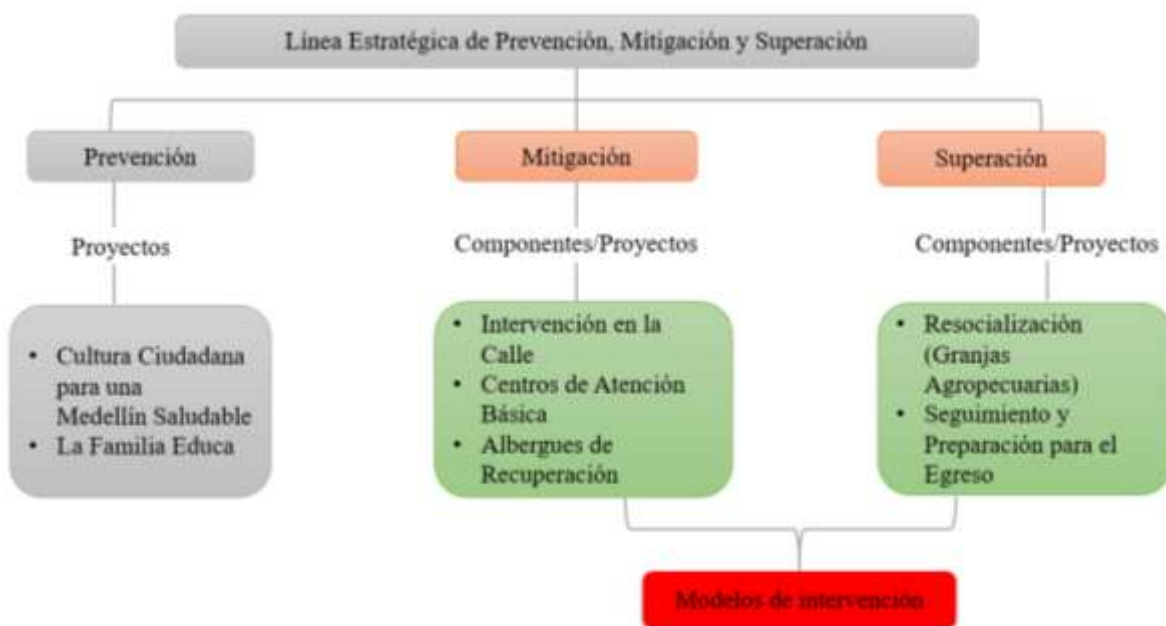 Línea Estratégica de Prevención, Mitigación y Superación
Prevención
Mitigación
Superación
Proyectos
Componentes/Proyectos
Componentes/Proyectos
• Cultura Ciudadana
para una
Medellín Saludable
• La Familia Educa
• Intervención en la
Calle
• Centros de Atención
Básica
• Albergues de
Recuperación
• Resocialización
(Granjas
Agropecuarias)
• Seguimiento y
Preparación para el
Egreso
Modelos de intervención